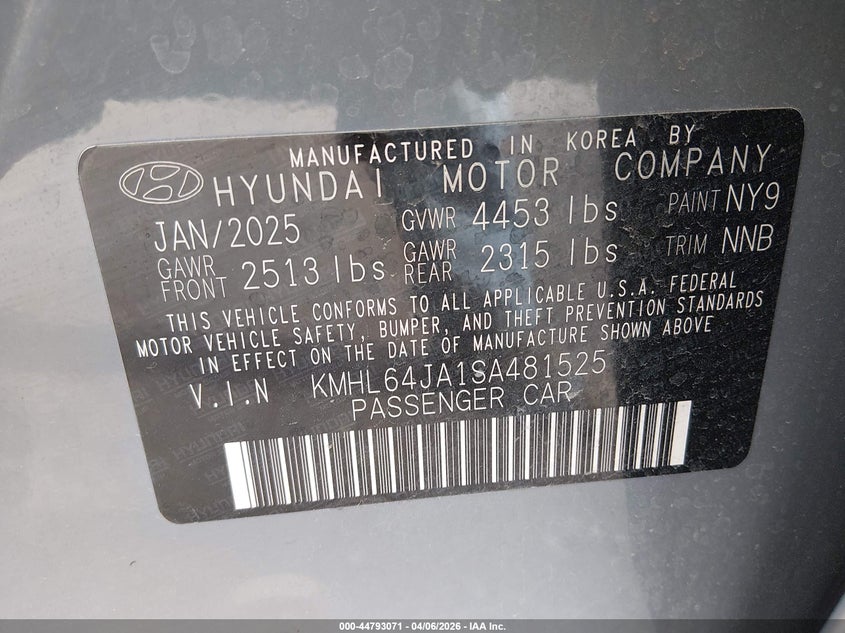 MANUFACTURED IN KOREA BY
HYUNDAI MOTOR COMPANY
JAN/2025 GVWR 4453 lbs PAINT NY9
GAWR FRONT 2513 lbs GAWR REAR 2315 lbs TRIM NNB
THIS VEHICLE CONFORMS TO ALL APPLICABLE U.S.A. FEDERAL
MOTOR VEHICLE SAFETY, BUMPER, AND THEFT PREVENTION STANDARDS
IN EFFECT ON THE DATE OF MANUFACTURE SHOWN ABOVE
V.I.N KMHL64JA1SA481525
PASSENGER CAR
000-44793071 | 04/06/2026 - IAA Inc.